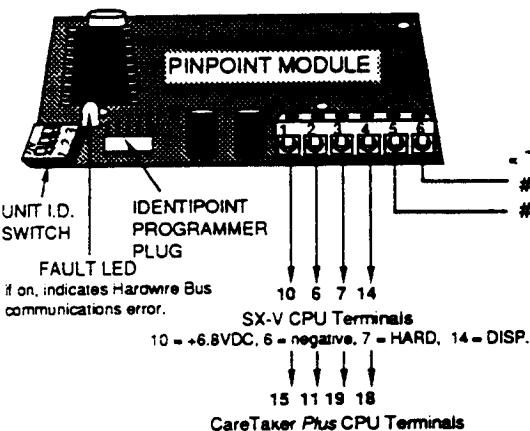 PINPOINT MODULE
1 2 3 4 5 6
#
#
UNIT I.D.
SWITCH
IDENTIPOINT
PROGRAMMER
PLUG
FAULT LED
if on, indicates Hardwire Bus
communications error.
10 6 7 14
SX-V CPU Terminals
10 = +6.8VDC, 6 = negative, 7 = HARD, 14 = DISP.
15 11 19 18
CareTaker Plus CPU Terminals